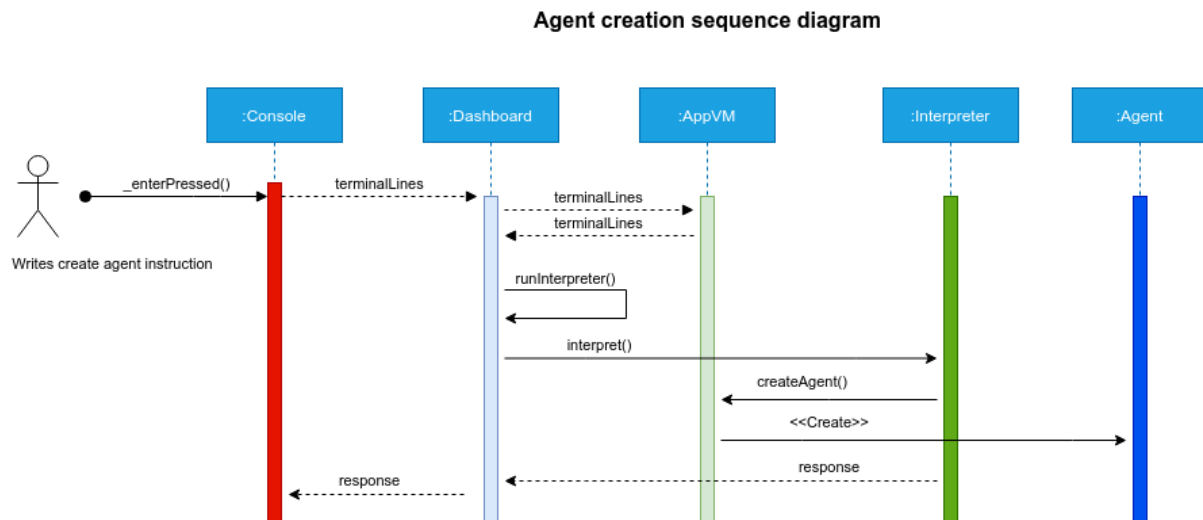 Agent creation sequence diagram
:Console
:Dashboard
:AppVM
:Interpreter
:Agent
_enterPressed()
terminalLines
terminalLines
terminalLines
Writes create agent instruction
runInterpreter()
interpret()
createAgent()
<<Create>>
response
response